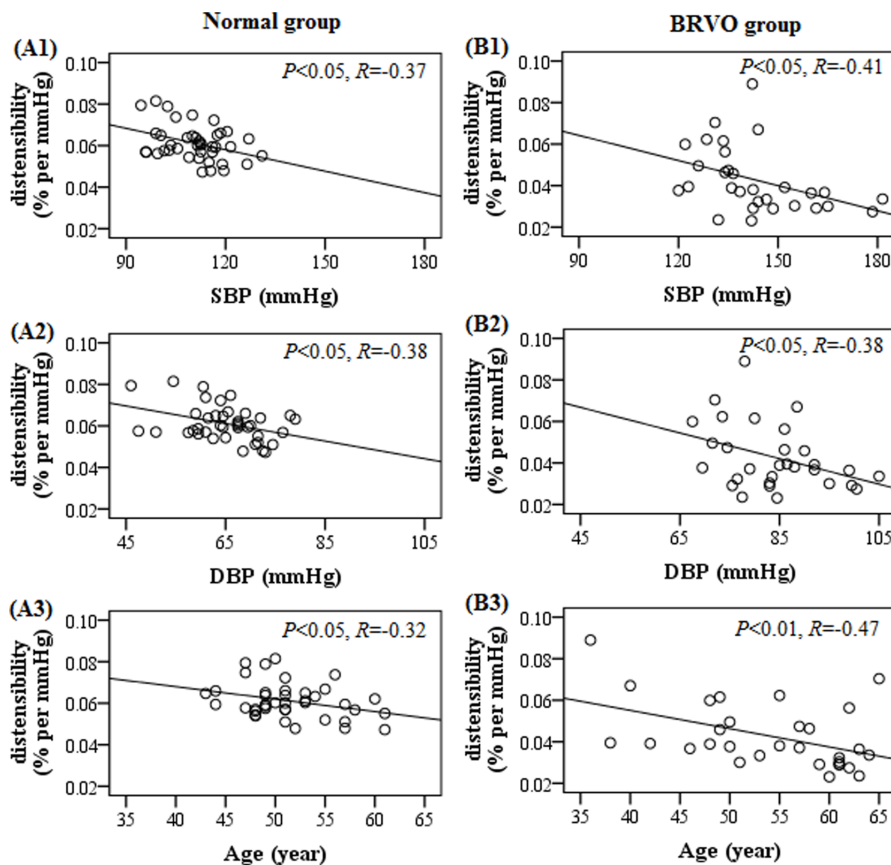 Normal group
BRVO group
(A1)
P<0.05, R=-0.37
distensibility
(% per mmHg)
0.10
0.08
0.06
0.04
0.02
90 120 150 180
SBP (mmHg)
(B1)
P<0.05, R=-0.41
distensibility
(% per mmHg)
0.10
0.08
0.06
0.04
0.02
90 120 150 180
SBP (mmHg)
(A2)
P<0.05, R=-0.38
distensibility
(% per mmHg)
0.10
0.08
0.06
0.04
0.02
45 65 85 105
DBP (mmHg)
(B2)
P<0.05, R=-0.38
distensibility
(% per mmHg)
0.10
0.08
0.06
0.04
0.02
45 65 85 105
DBP (mmHg)
(A3)
P<0.05, R=-0.32
distensibility
(% per mmHg)
0.10
0.08
0.06
0.04
0.02
35 40 45 50 55 60 65
Age (year)
(B3)
P<0.01, R=-0.47
distensibility
(% per mmHg)
0.10
0.08
0.06
0.04
0.02
35 40 45 50 55 60 65
Age (year)